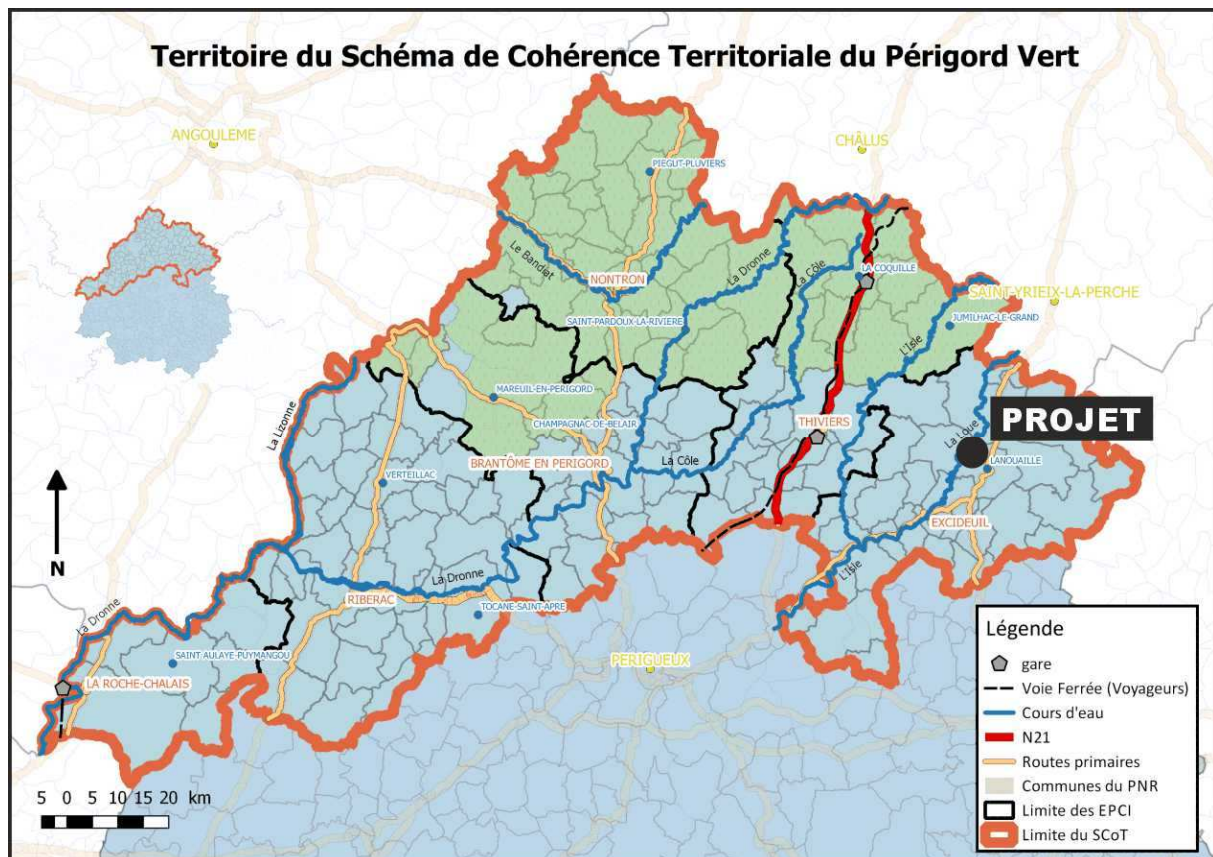 Territoire du Schéma de Cohérence Territoriale du Périgord Vert
ANGOULEME
CHÂLUS
PIEGUT-PLUVIERS
Le Bandiat
La Dronne
La Côle
LA COQUILLE
NONTRON
SAINT-YRIEIX-LA-PERCHE
SAINT-PARDOUX-LA-RIVIERE
L'Isle
JUMILHAC-LE-GRAND
La Lizonne
MAREUIL-EN-PERIGORD
CHAMPAGNAC-DE-BELAIR
THIVIERS
La Loue
PROJET
VERTEILLAC
BRANTÔME EN PERIGORD
La Côle
LANOUAILLE
EXCIDEUIL
N
La Dronne
L'Isle
RIBERAC
TOCANE-SAINT-APRE
La Dronne
SAINT AULAYE-PUYMANGOU
PERIGUEUX
LA ROCHE-CHALAIS
5 0 5 10 15 20 km
Légende
gare
Voie Ferrée (Voyageurs)
Cours d'eau
N21
Routes primaires
Communes du PNR
Limite des EPCI
Limite du SCoT